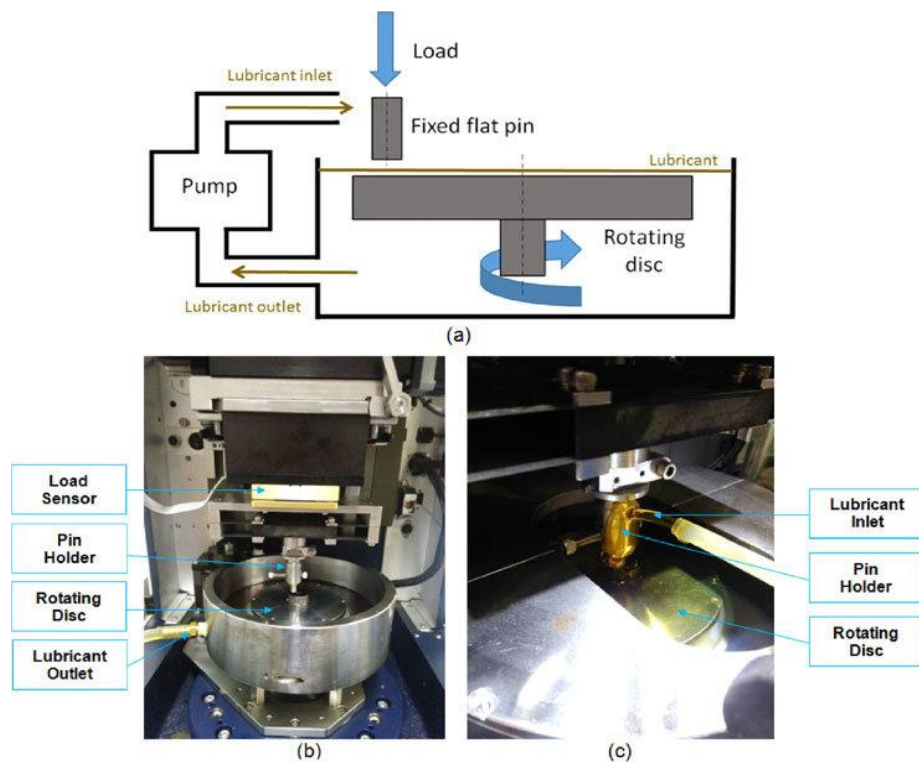 Load
Lubricant inlet
Fixed flat pin
Lubricant
Pump
Rotating
disc
Lubricant outlet
(a)
Load
Sensor
Pin
Holder
Rotating
Disc
Lubricant
Outlet
Lubricant
Inlet
Pin
Holder
Rotating
Disc
(b)
(c)